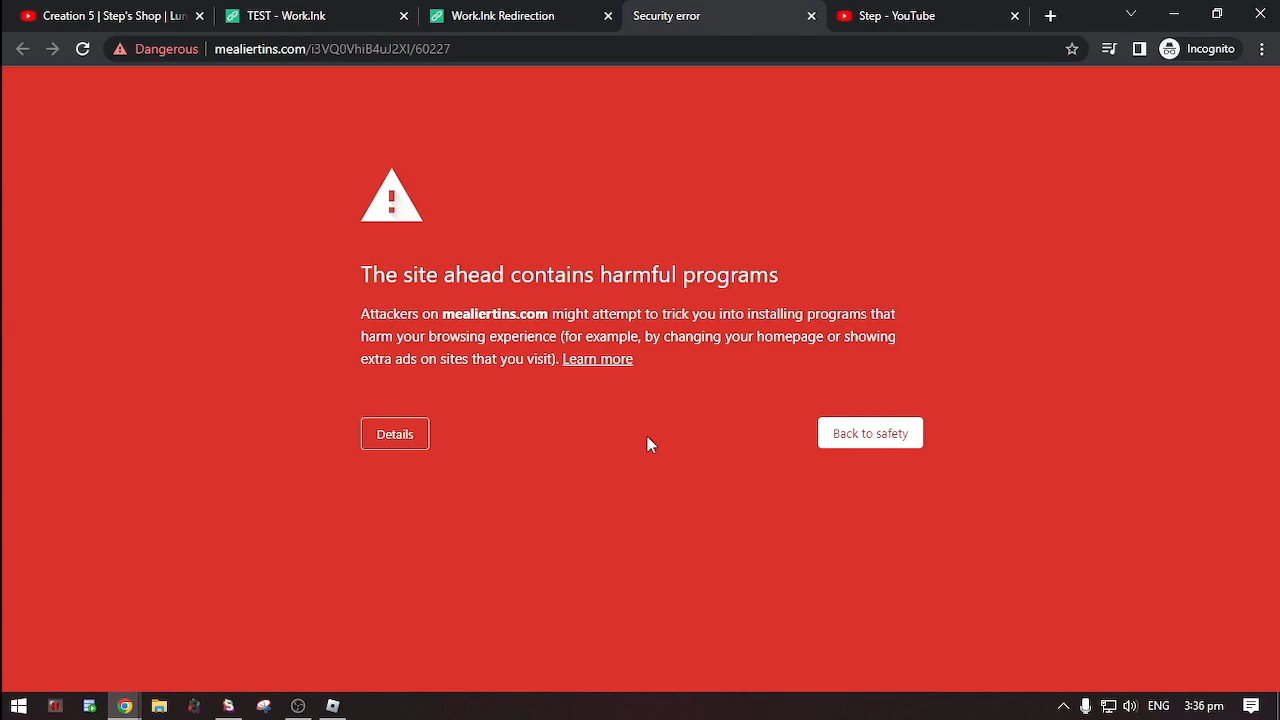 Creation 5 | Step's Shop | Lun
TEST - Work.Ink
Work.Ink Redirection
Security error
Step - YouTube
Dangerous
mealiertins.com/i3VQ0VhiB4uJ2XI/60227
Incognito
The site ahead contains harmful programs
Attackers on mealiertins.com might attempt to trick you into installing programs that
harm your browsing experience (for example, by changing your homepage or showing
extra ads on sites that you visit). Learn more
Details
Back to safety
ENG
3:36 pm